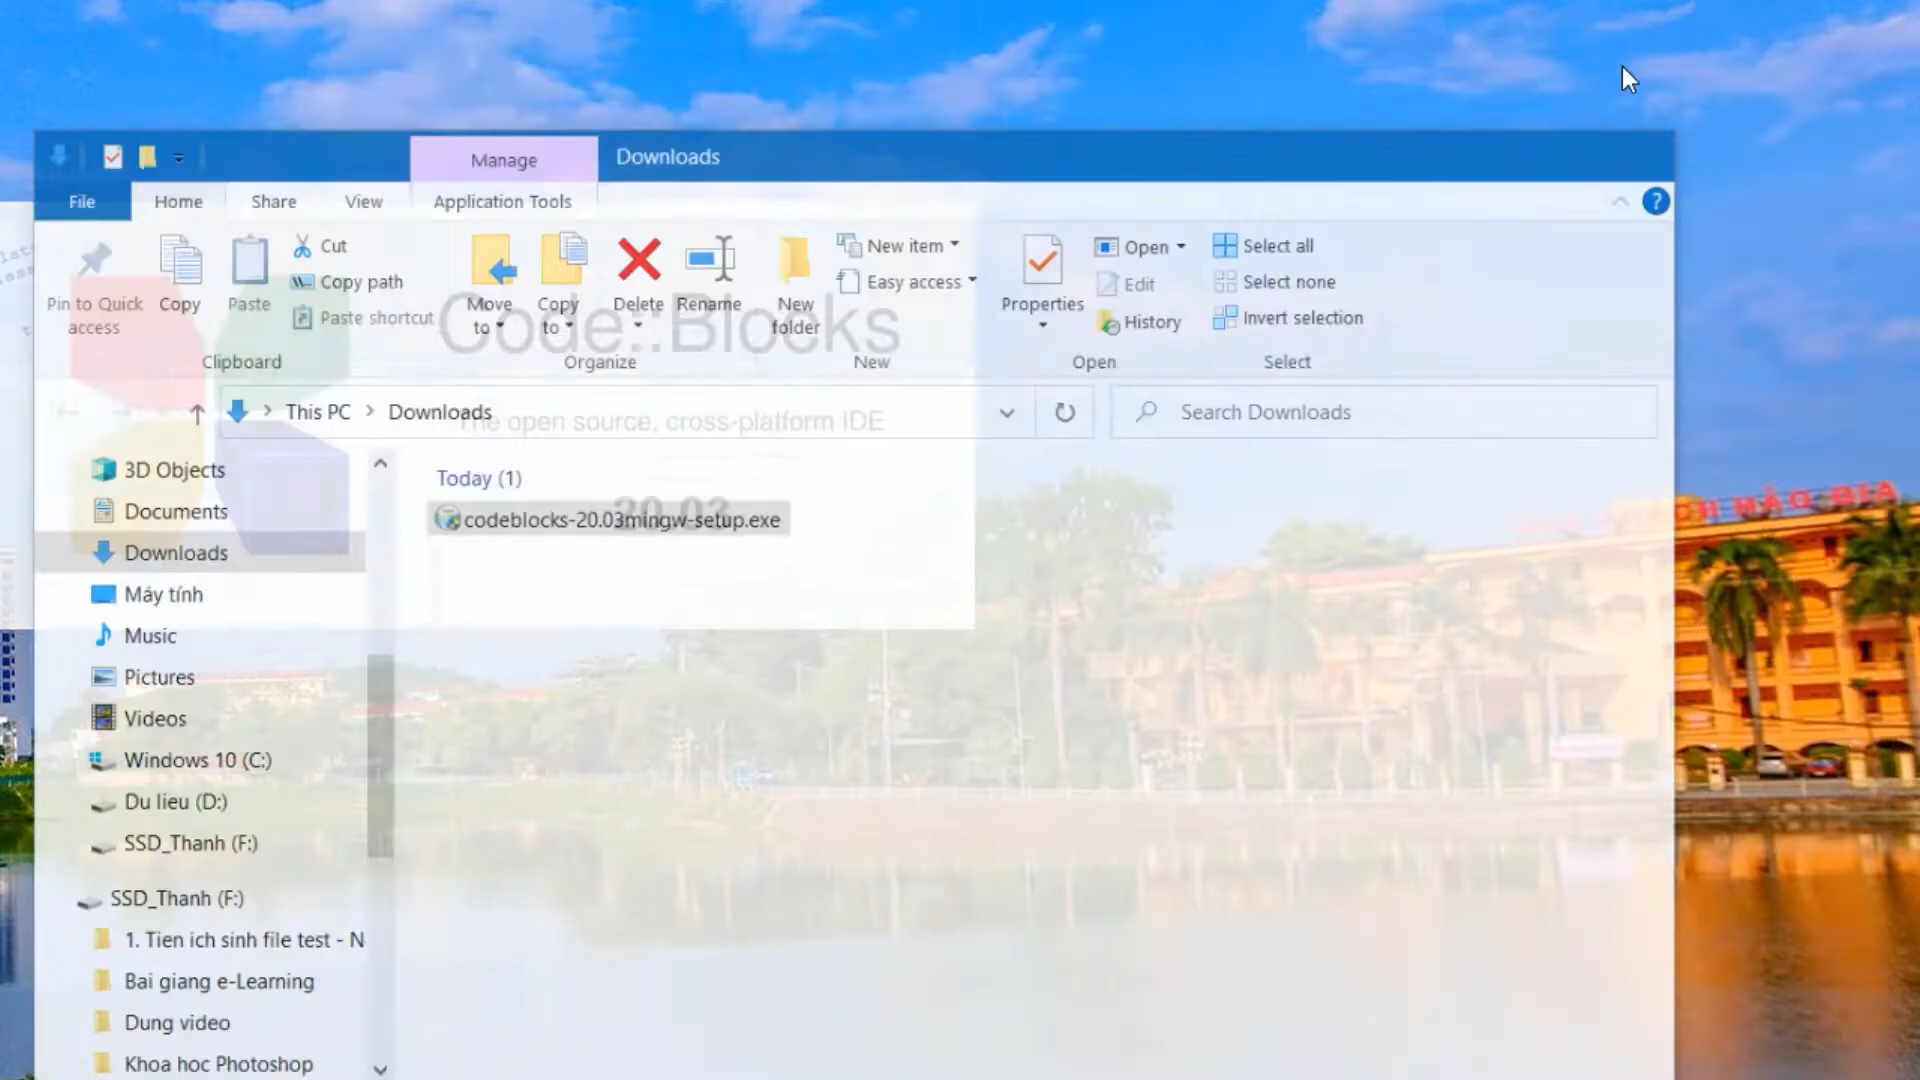 Manage
Downloads
File
Home
Share
View
Application Tools
Pin to Quick access
Copy
Paste
Cut
Copy path
Paste shortcut
Clipboard
Move to
Copy to
Delete
Rename
Organize
New folder
New item
Easy access
New
Properties
Open
Edit
History
Open
Select all
Select none
Invert selection
Select
Code::Blocks
The open source, cross-platform IDE
20.03
This PC > Downloads
Search Downloads
3D Objects
Documents
Downloads
Máy tính
Music
Pictures
Videos
Windows 10 (C:)
Du lieu (D:)
SSD_Thanh (F:)
SSD_Thanh (F:)
1. Tien ich sinh file test - N
Bai giang e-Learning
Dung video
Khoa hoc Photoshop
Today (1)
codeblocks-20.03mingw-setup.exe